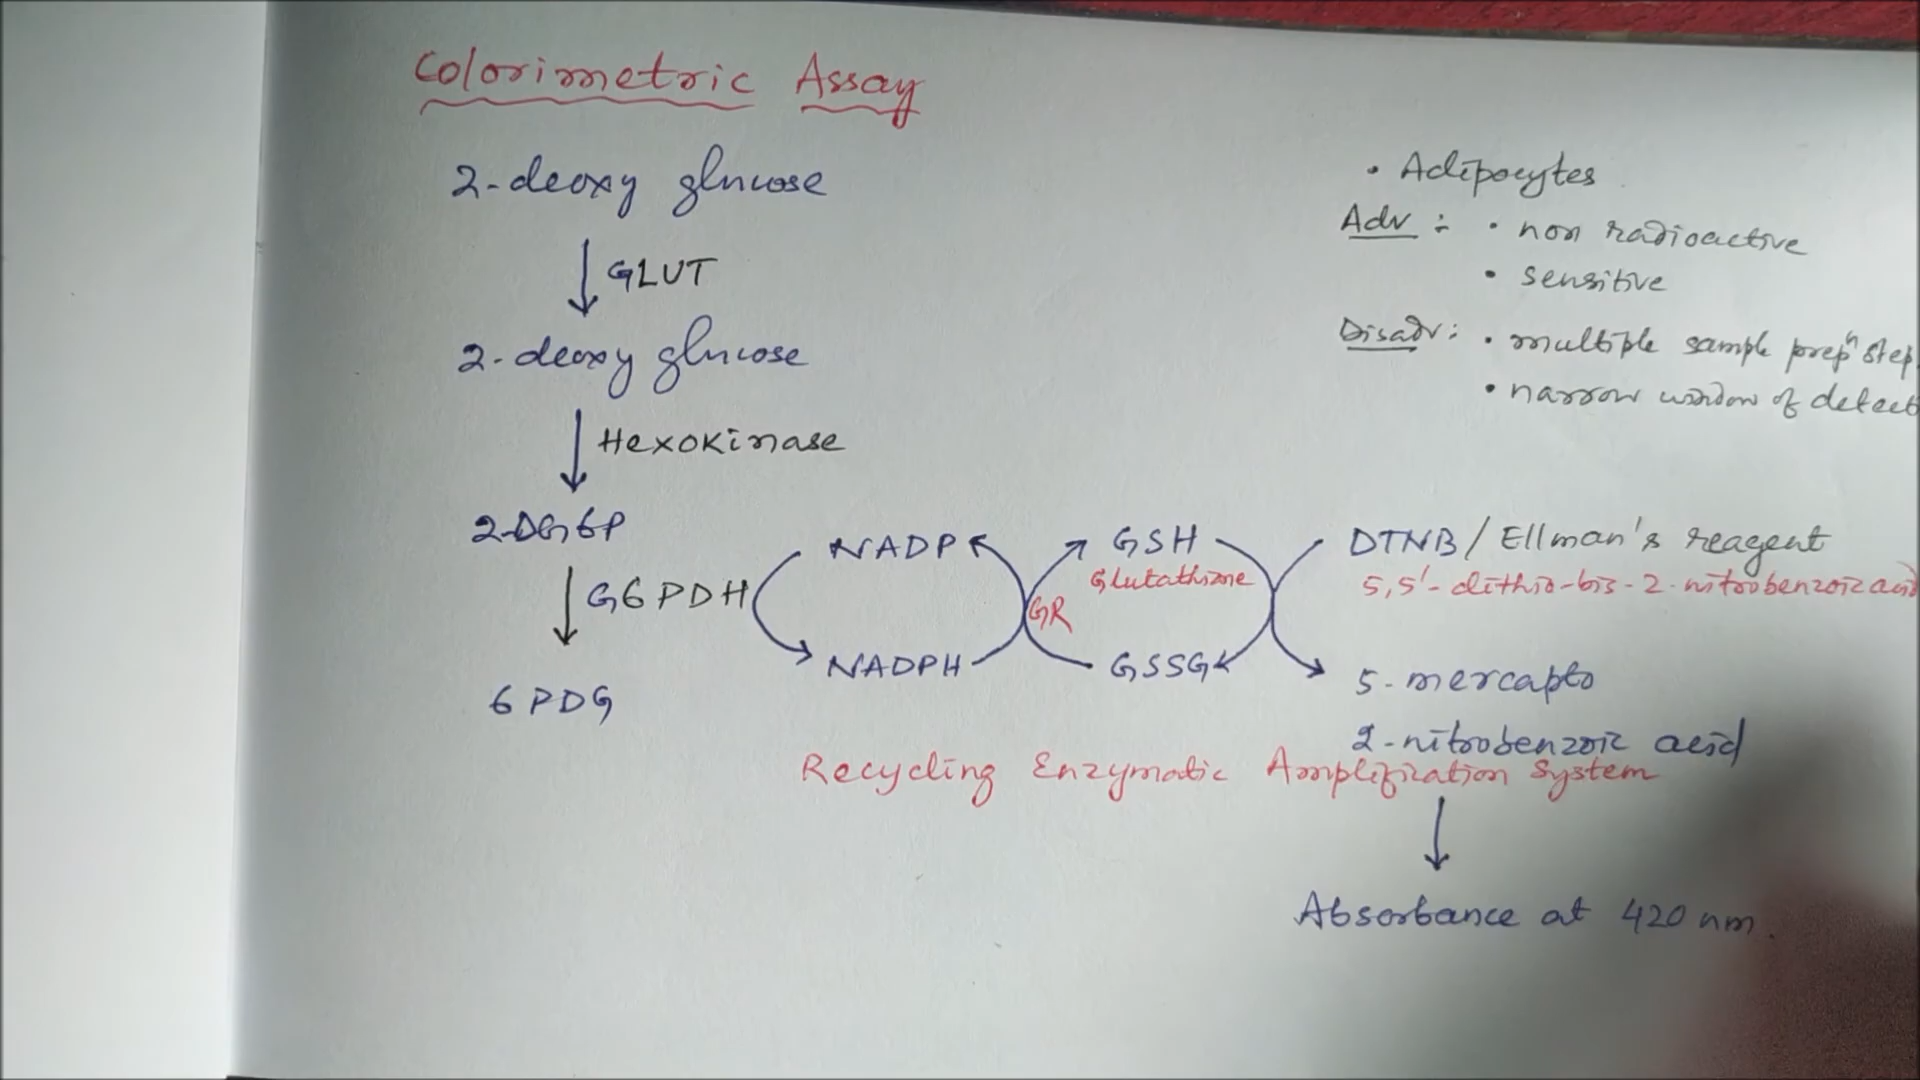 Colorimetric Assay
2-deoxy glucose
GLUT
2-deoxy glucose
Hexokinase
2-DG6P
G6PDH
6PDG
NADP
NADPH
GR
GSH
Glutathione
GSSG
DTNB / Ellman's reagent
5,5'-dithio-bis-2-nitrobenzoic acid
5-mercapto
2-nitrobenzoic acid
Recycling Enzymatic Amplification System
Absorbance at 420 nm.
• Adipocytes
Adv : • non radioactive
• sensitive
Disadv: • multiple sample prepⁿ step
• narrow window of detect